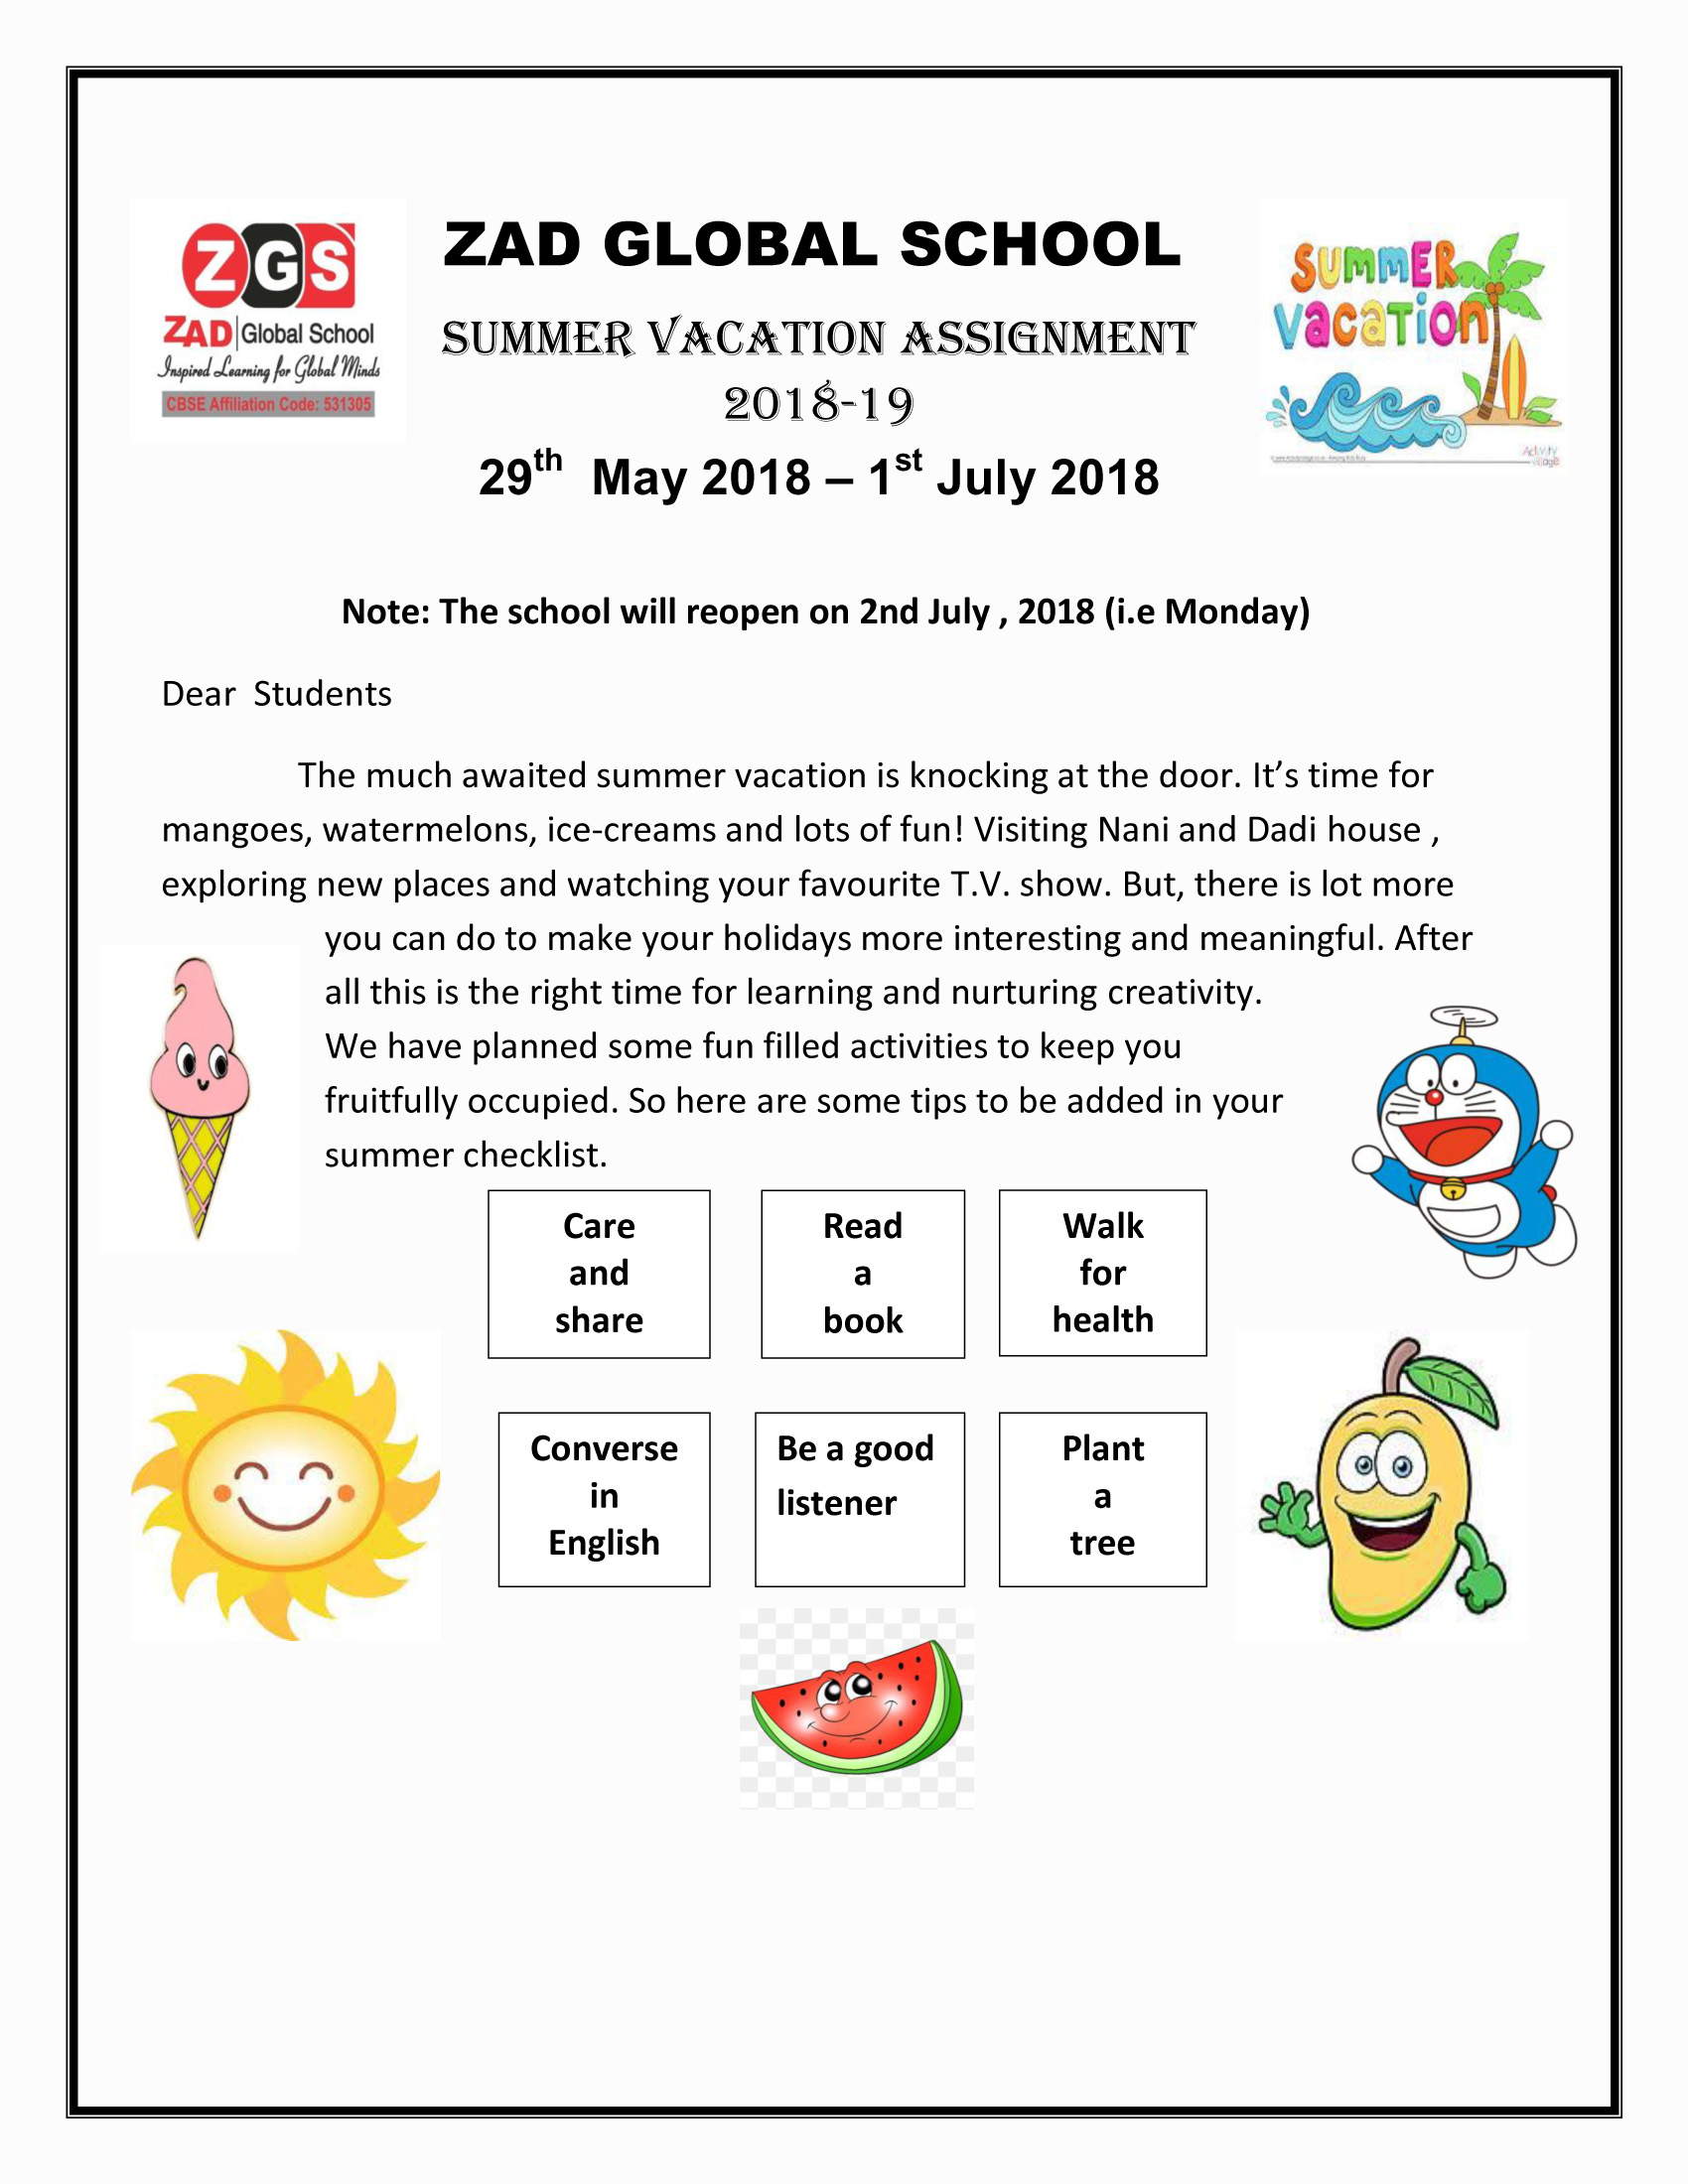 ZGS
ZAD Global School
Inspired Learning for Global Minds
CBSE Affiliation Code: 531305
ZAD GLOBAL SCHOOL
SUMMER VACATION ASSIGNMENT
2018-19
29th May 2018 – 1st July 2018
SUMMER
VACATION
Activity
Village
Note: The school will reopen on 2nd July , 2018 (i.e Monday)
Dear Students
The much awaited summer vacation is knocking at the door. It’s time for
mangoes, watermelons, ice-creams and lots of fun! Visiting Nani and Dadi house ,
exploring new places and watching your favourite T.V. show. But, there is lot more
you can do to make your holidays more interesting and meaningful. After
all this is the right time for learning and nurturing creativity.
We have planned some fun filled activities to keep you
fruitfully occupied. So here are some tips to be added in your
summer checklist.
Care
and
share
Read
a
book
Walk
for
health
Converse
in
English
Be a good
listener
Plant
a
tree